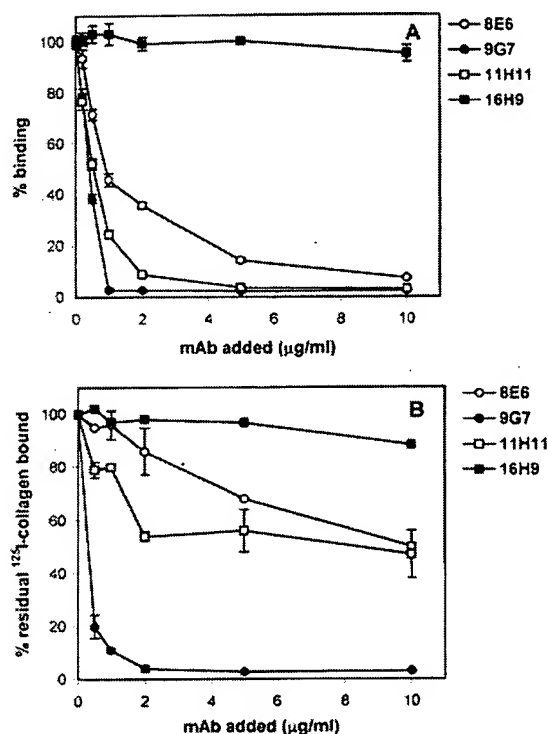 A
8E6
9G7
11H11
16H9
% binding
100
80
60
40
20
0
0 2 4 6 8 10
mAb added (µg/ml)
B
8E6
9G7
11H11
16H9
% residual ¹²⁵I-collagen bound
100
80
60
40
20
0
0 2 4 6 8 10
mAb added (µg/ml)